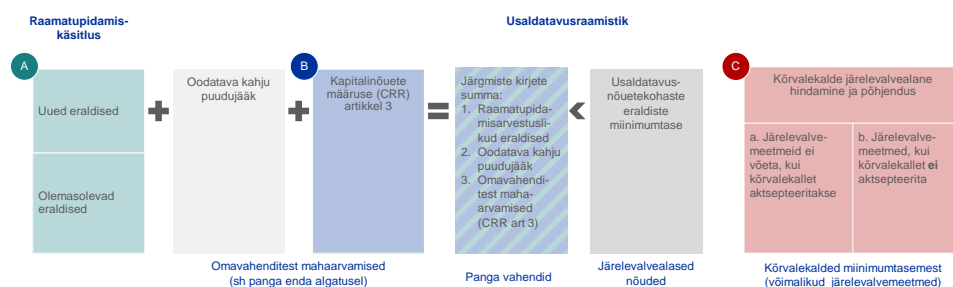 Raamatupidamis-
käsitlus
Usaldatavusraamistik
A
Uued eraldised
Olemasolevad
eraldised
Oodatava kahju
puudujääk
B
Kapitalinõuete
määruse (CRR)
artikkel 3
Järgmiste kirjete
summa:
1. Raamatupida-
misarvestusli-
kud eraldised
2. Oodatava kahju
puudujääk
3. Omavahendi-
test maha-
arvamised
(CRR art 3)
Usaldatavus-
nõuetekohaste
eraldiste
miinimumtase
C
Kõrvalekalde järelevalvealane
hindamine ja põhjendus
a. Järelevalve-
meetmeid ei
võeta, kui
kõrvalekallet
aktsepteeritakse
b. Järelevalve-
meetmed, kui
kõrvalekallet ei
aktsepteerita
Omavahenditest mahaarvamised
(sh panga enda algatusel)
Panga vahendid
Järelevalvealased
nõuded
Kõrvalekalded miinimumtasemest
(võimalikud järelevalvemeetmed)